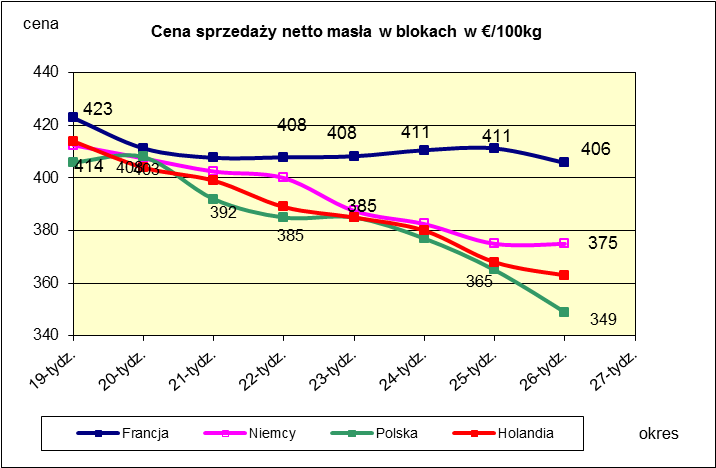 cena
Cena sprzedaży netto masła w blokach w €/100kg
440
420
400
380
360
340
423
408
408
411
411
406
414
403
392
385
385
365
375
349
19-tydz.
20-tydz.
21-tydz.
22-tydz.
23-tydz.
24-tydz.
25-tydz.
26-tydz.
27-tydz.
Francja
Niemcy
Polska
Holandia
okres